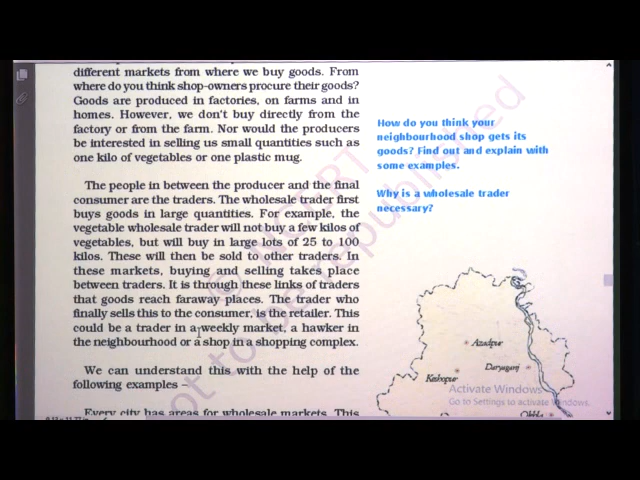 different markets from where we buy goods. From
where do you think shop-owners procure their goods?
Goods are produced in factories, on farms and in
homes. However, we don't buy directly from the
factory or from the farm. Nor would the producers
be interested in selling us small quantities such as
one kilo of vegetables or one plastic mug.
The people in between the producer and the final
consumer are the traders. The wholesale trader first
buys goods in large quantities. For example, the
vegetable wholesale trader will not buy a few kilos of
vegetables, but will buy in large lots of 25 to 100
kilos. These will then be sold to other traders. In
these markets, buying and selling takes place
between traders. It is through these links of traders
that goods reach faraway places. The trader who
finally sells this to the consumer, is the retailer. This
could be a trader in a weekly market, a hawker in
the neighbourhood or a shop in a shopping complex.
We can understand this with the help of the
following examples –
Every city has areas for wholesale markets. This
How do you think your
neighbourhood shop gets its
goods? Find out and explain with
some examples.
Why is a wholesale trader
necessary?
Azadpur
Daryaganj
Keshopur
Okhla
Activate Windows
Go to Settings to activate Windows.
© NCERT
not to be republished